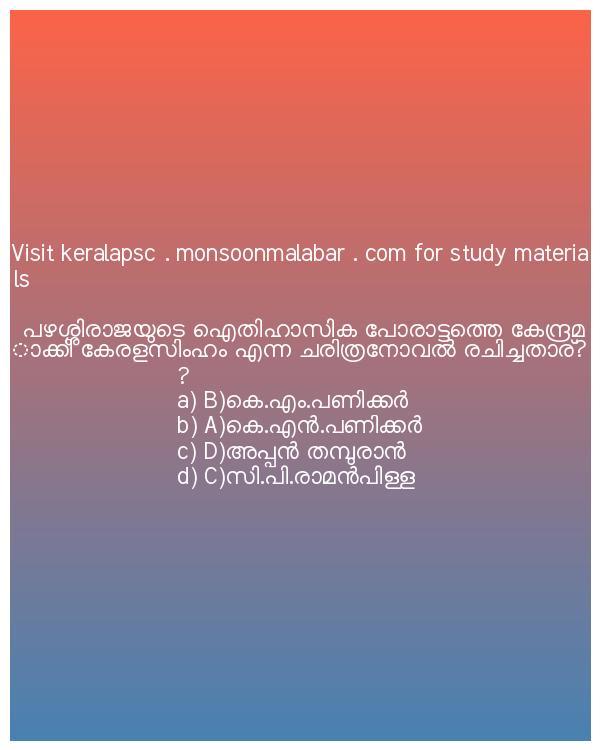 Visit keralapsc . monsoonmalabar . com for study materia
ls
പഴശ്ശിരാജയുടെ ഐതിഹാസിക പോരാട്ടത്തെ കേന്ദ്രമ
ാക്കി കേരളസിംഹം എന്ന ചരിത്രനോവൽ രചിച്ചതാര്?
?
a) B)കെ.എം.പണിക്കർ
b) A)കെ.എൻ.പണിക്കർ
c) D)അപ്പൻ തമ്പുരാൻ
d) C)സി.പി.രാമൻപിള്ള